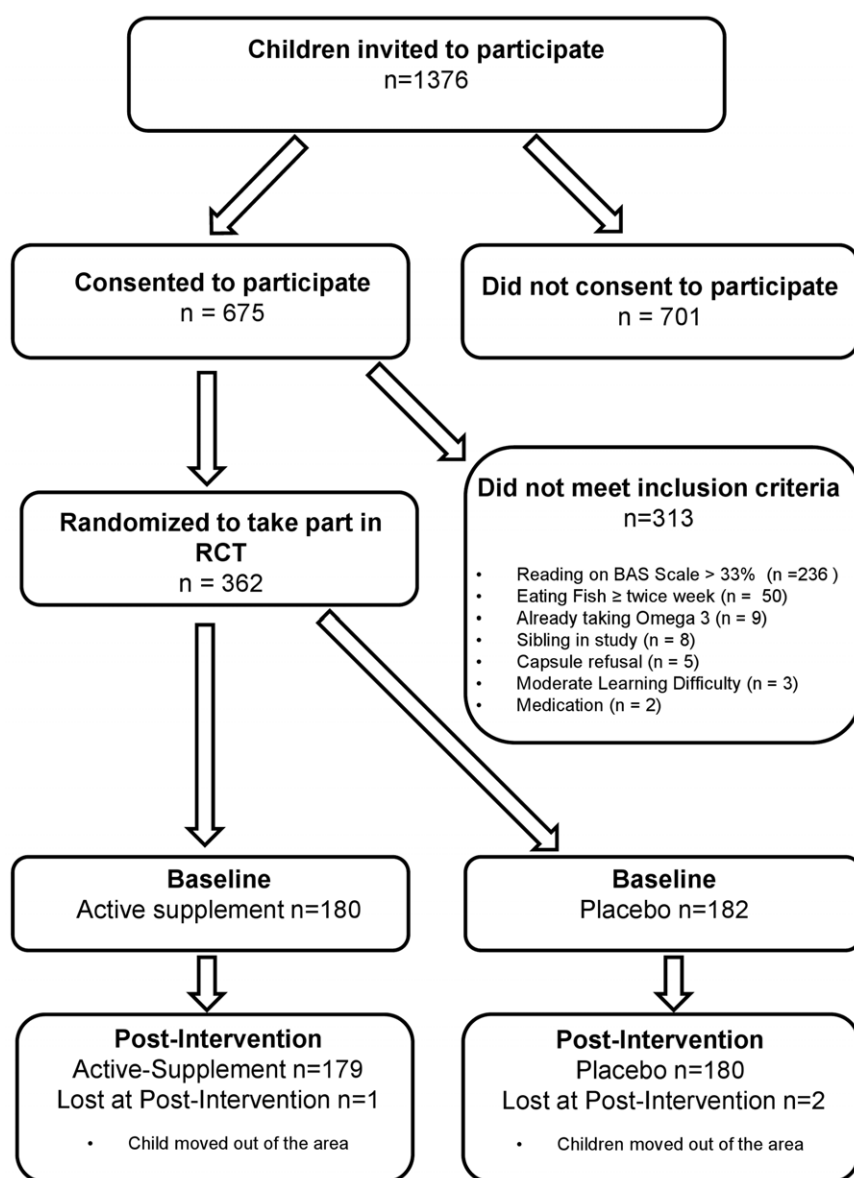 Children invited to participate
n=1376
Consented to participate
n = 675
Did not consent to participate
n = 701
Did not meet inclusion criteria
n=313
• Reading on BAS Scale > 33% (n =236 )
• Eating Fish ≥ twice week (n = 50)
• Already taking Omega 3 (n = 9)
• Sibling in study (n = 8)
• Capsule refusal (n = 5)
• Moderate Learning Difficulty (n = 3)
• Medication (n = 2)
Randomized to take part in
RCT
n = 362
Baseline
Active supplement n=180
Baseline
Placebo n=182
Post-Intervention
Active-Supplement n=179
Lost at Post-Intervention n=1
• Child moved out of the area
Post-Intervention
Placebo n=180
Lost at Post-Intervention n=2
• Children moved out of the area